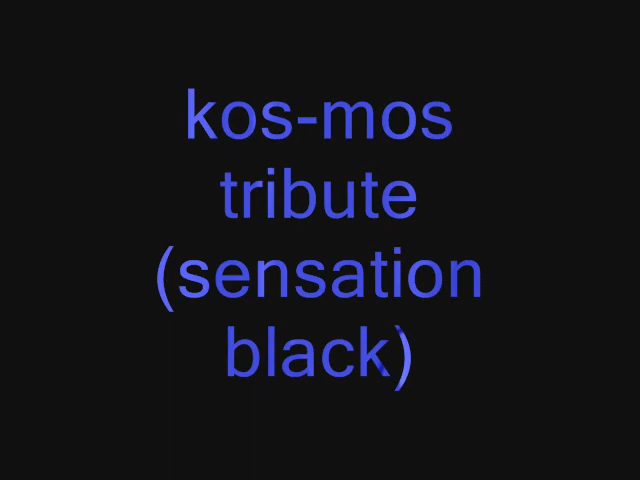 kos-mos
tribute
(sensation
black)